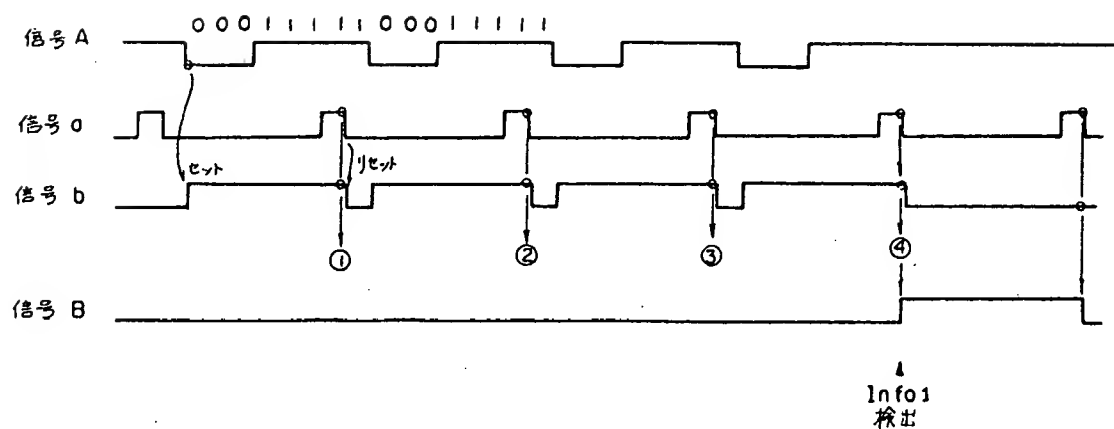 0 0 0 1 1 1 1 1 0 0 0 1 1 1 1 1
信号 A
信号 a
セット
リセット
信号 b
① ② ③ ④
信号 B
Info1
検出